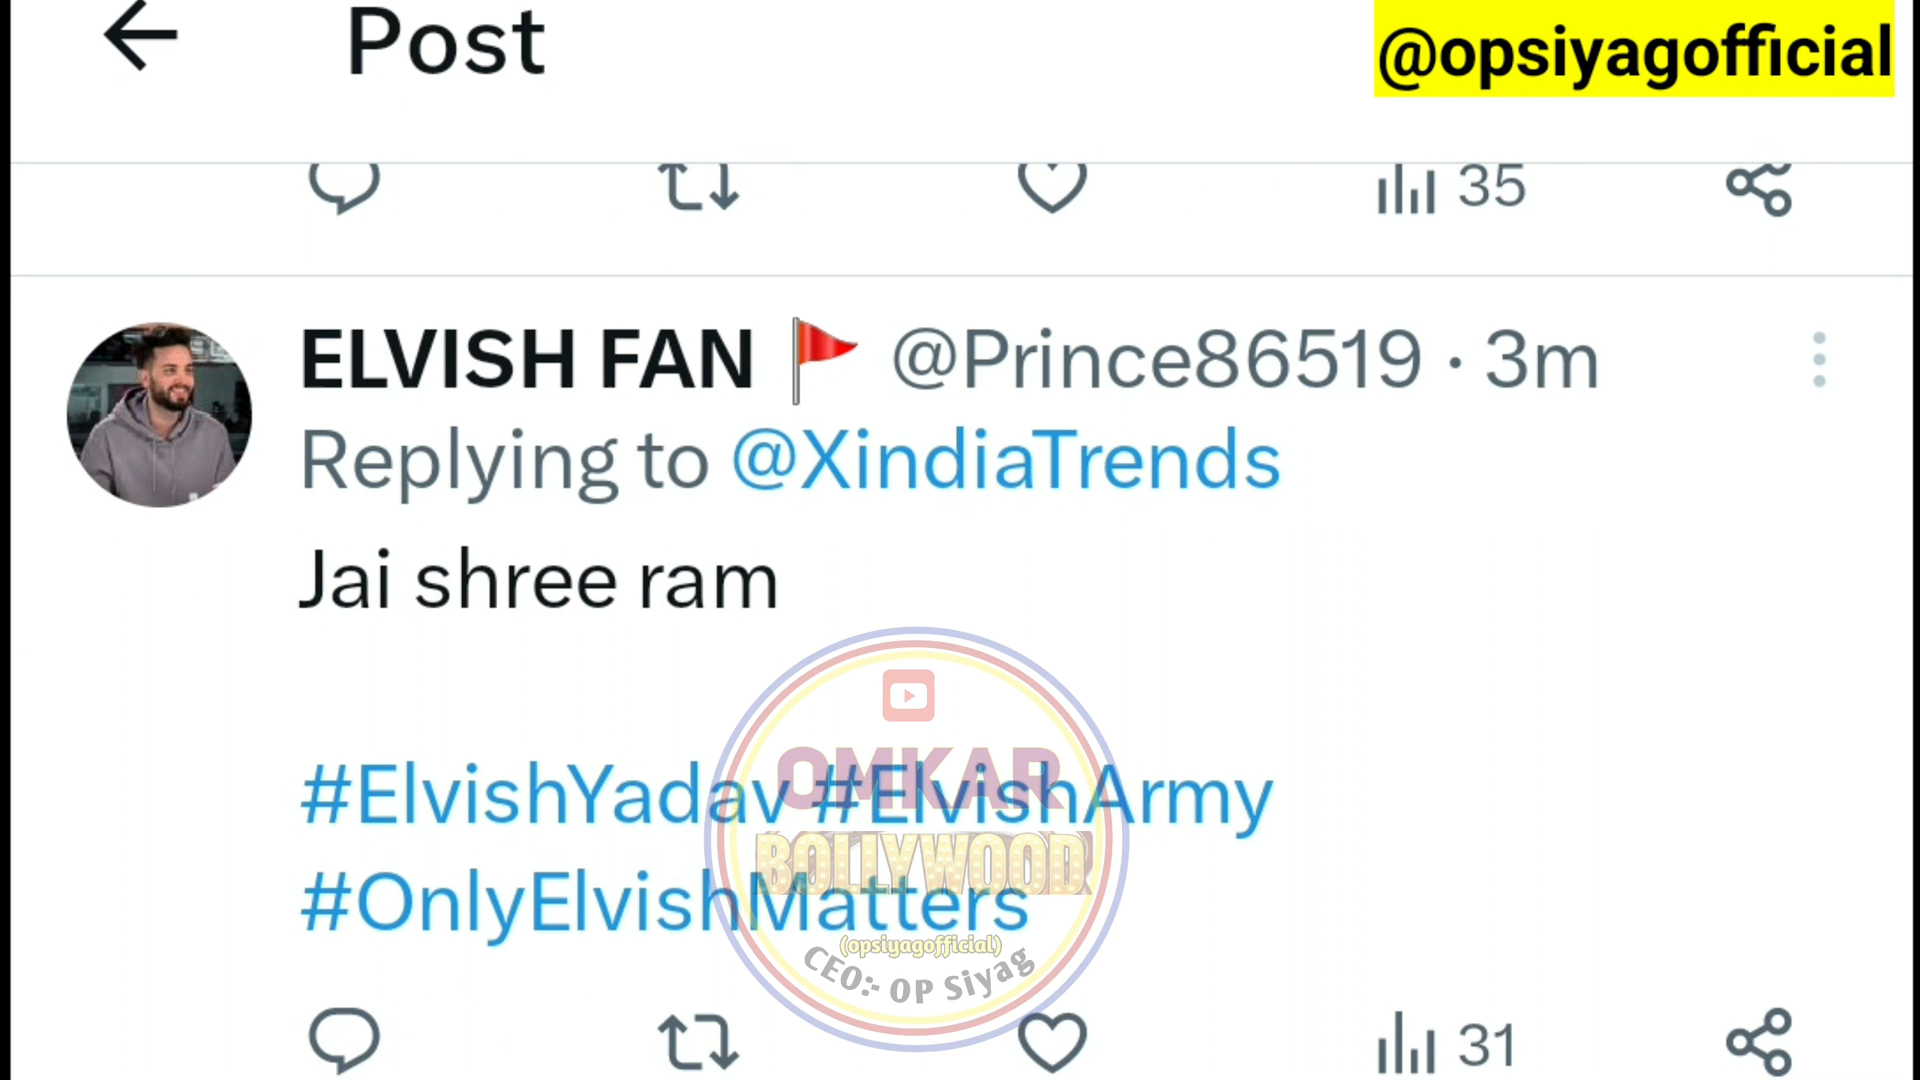 Post
@opsiyagofficial
35
ELVISH FAN 🚩 @Prince86519 · 3m
Replying to @XindiaTrends
Jai shree ram
#ElvishYadav #ElvishArmy
#OnlyElvishMatters
OMKAR
BOLLYWOOD
(opsiyagofficial)
CEO:- OP Siyag
31